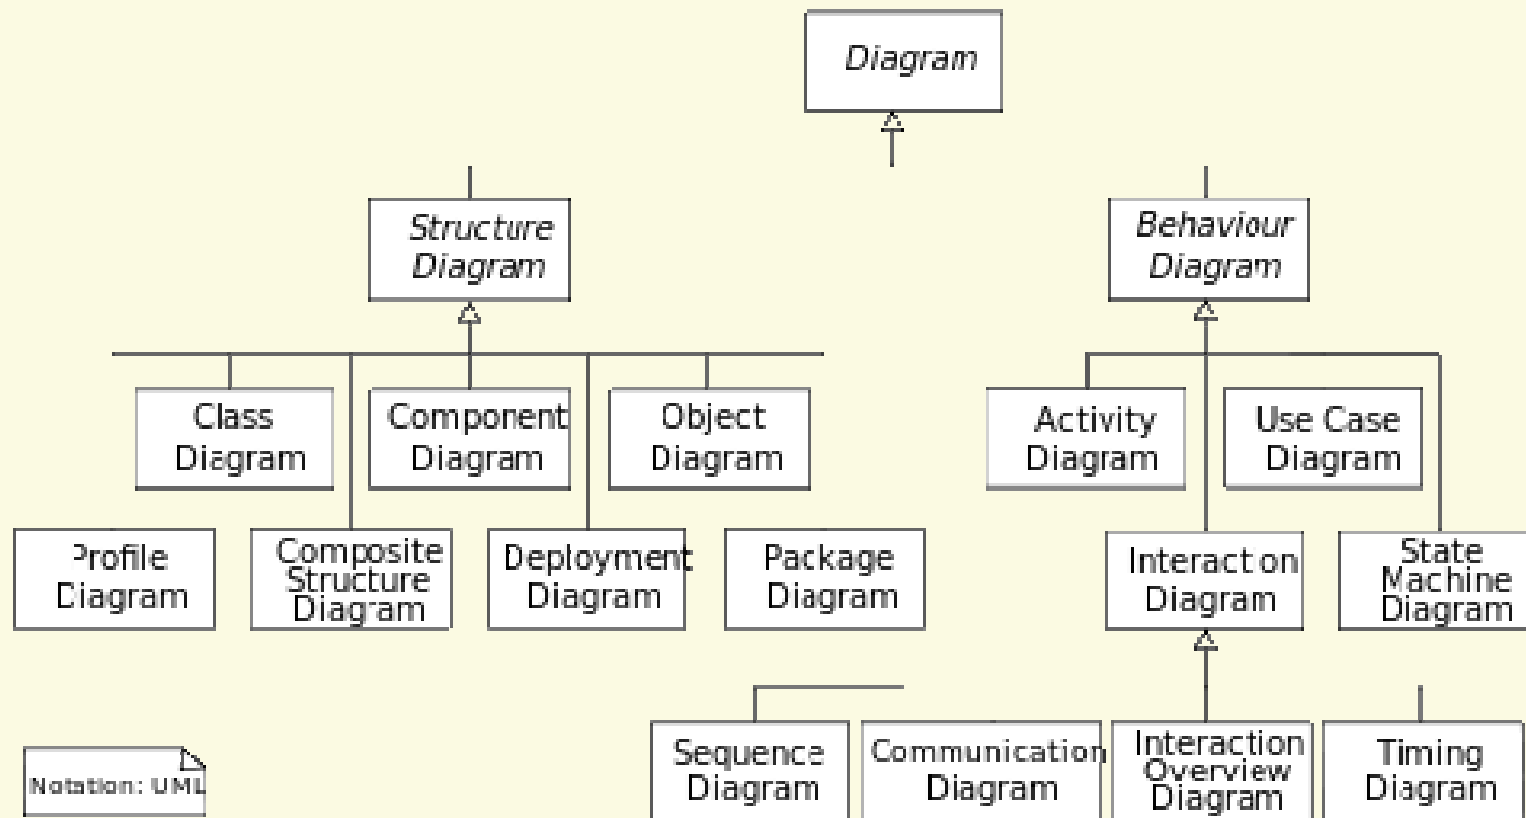 Diagram
Structure
Diagram
Behaviour
Diagram
Class
Diagram
Component
Diagram
Object
Diagram
Activity
Diagram
Use Case
Diagram
Profile
Diagram
Composite
Structure
Diagram
Deployment
Diagram
Package
Diagram
Interaction
Diagram
State
Machine
Diagram
Sequence
Diagram
Communication
Diagram
Interaction
Overview
Diagram
Timing
Diagram
Notation: UML